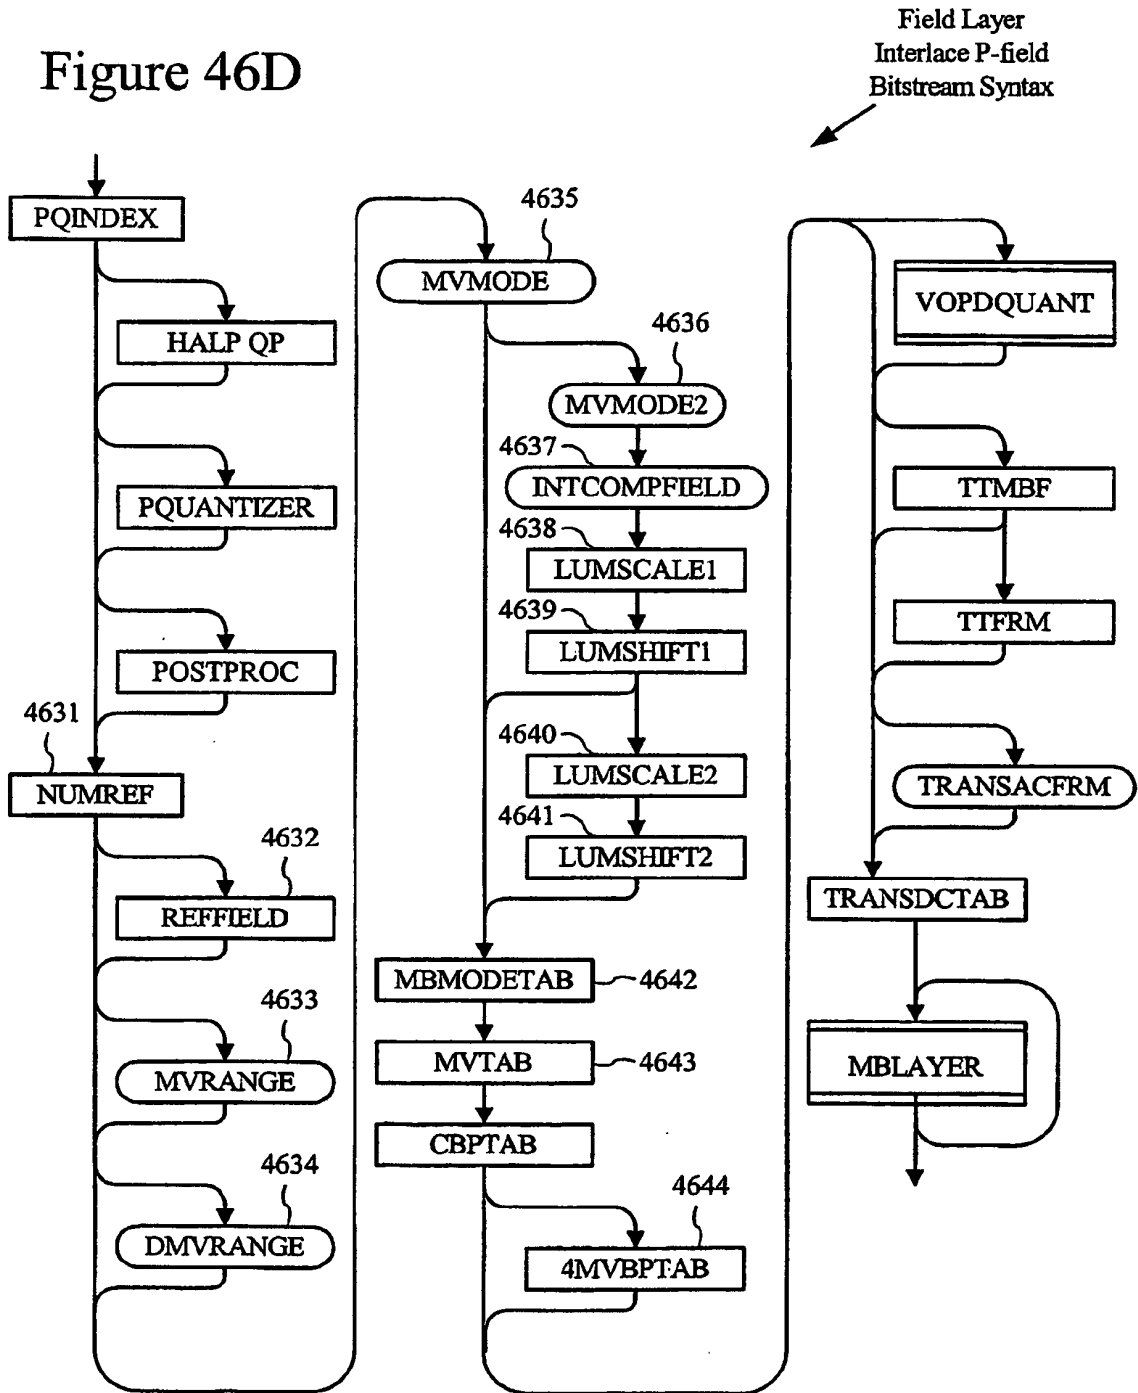 Figure 46D
Field Layer
Interlace P-field
Bitstream Syntax
PQINDEX
HALP QP
PQUANTIZER
POSTPROC
4631
NUMREF
4632
REFFIELD
4633
MVRANGE
4634
DMVRANGE
4635
MVMODE
4636
MVMODE2
4637
INTCOMPFIELD
4638
LUMSCALE1
4639
LUMSHIFT1
4640
LUMSCALE2
4641
LUMSHIFT2
MBMODETAB
4642
MVTAB
4643
CBPTAB
4644
4MVBPTAB
VOPDQUANT
TTMBF
TTFRM
TRANSACFRM
TRANSDCTAB
MBLAYER